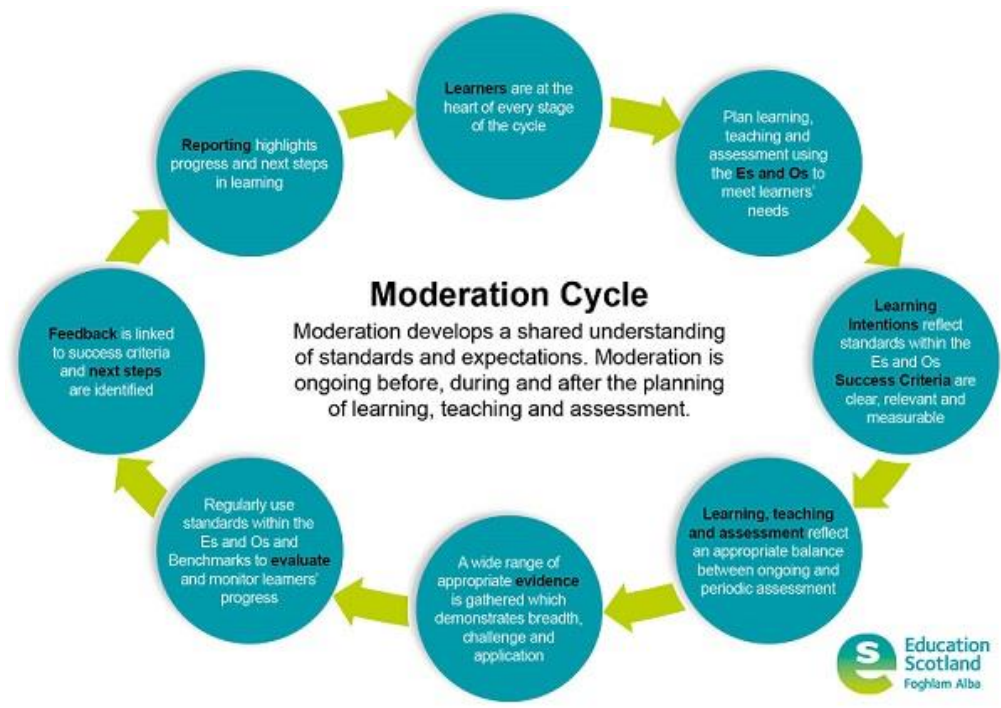 Learners are at the
heart of every stage
of the cycle
Plan learning,
teaching and
assessment using
the Es and Os to
meet learners'
needs
Learning
Intentions reflect
standards within the
Es and Os
Success Criteria are
clear, relevant and
measurable
Learning, teaching
and assessment reflect
an appropriate balance
between ongoing and
periodic assessment
A wide range of
appropriate evidence
is gathered which
demonstrates breadth,
challenge and
application
Regularly use
standards within the
Es and Os and
Benchmarks to evaluate
and monitor learners'
progress
Feedback is linked
to success criteria
and next steps
are identified
Reporting highlights
progress and next steps
in learning
Moderation Cycle
Moderation develops a shared understanding
of standards and expectations. Moderation is
ongoing before, during and after the planning
of learning, teaching and assessment.
Education
Scotland
Foghlam Alba